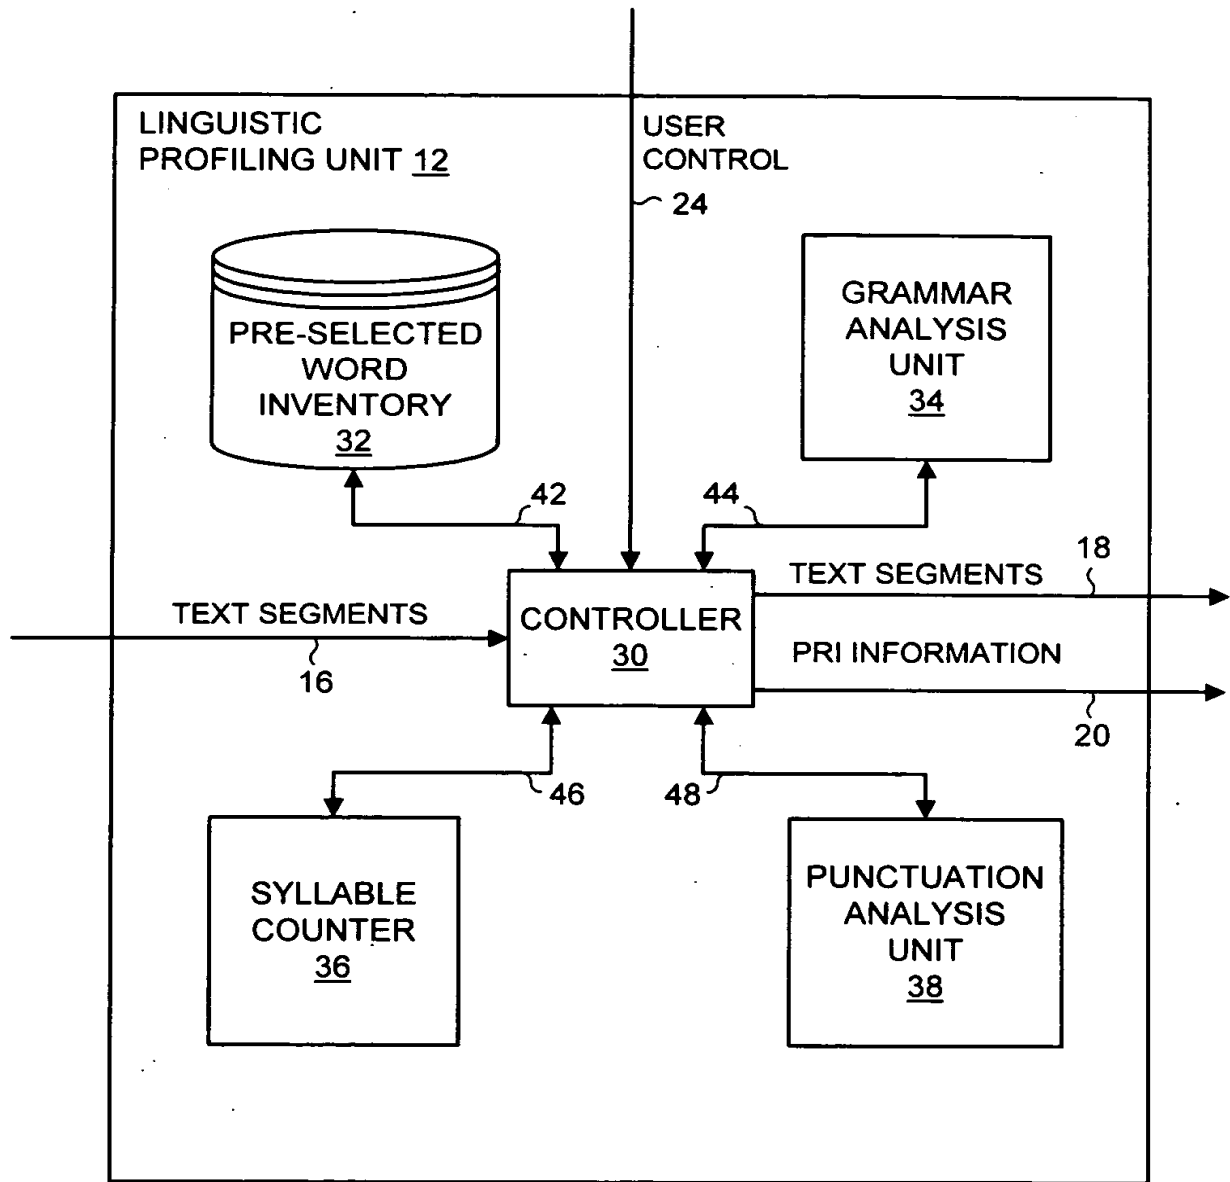 LINGUISTIC
PROFILING UNIT 12
USER
CONTROL
24
PRE-SELECTED
WORD
INVENTORY
32
GRAMMAR
ANALYSIS
UNIT
34
42
44
TEXT SEGMENTS
16
CONTROLLER
30
TEXT SEGMENTS
18
PRI INFORMATION
20
46
48
SYLLABLE
COUNTER
36
PUNCTUATION
ANALYSIS
UNIT
38